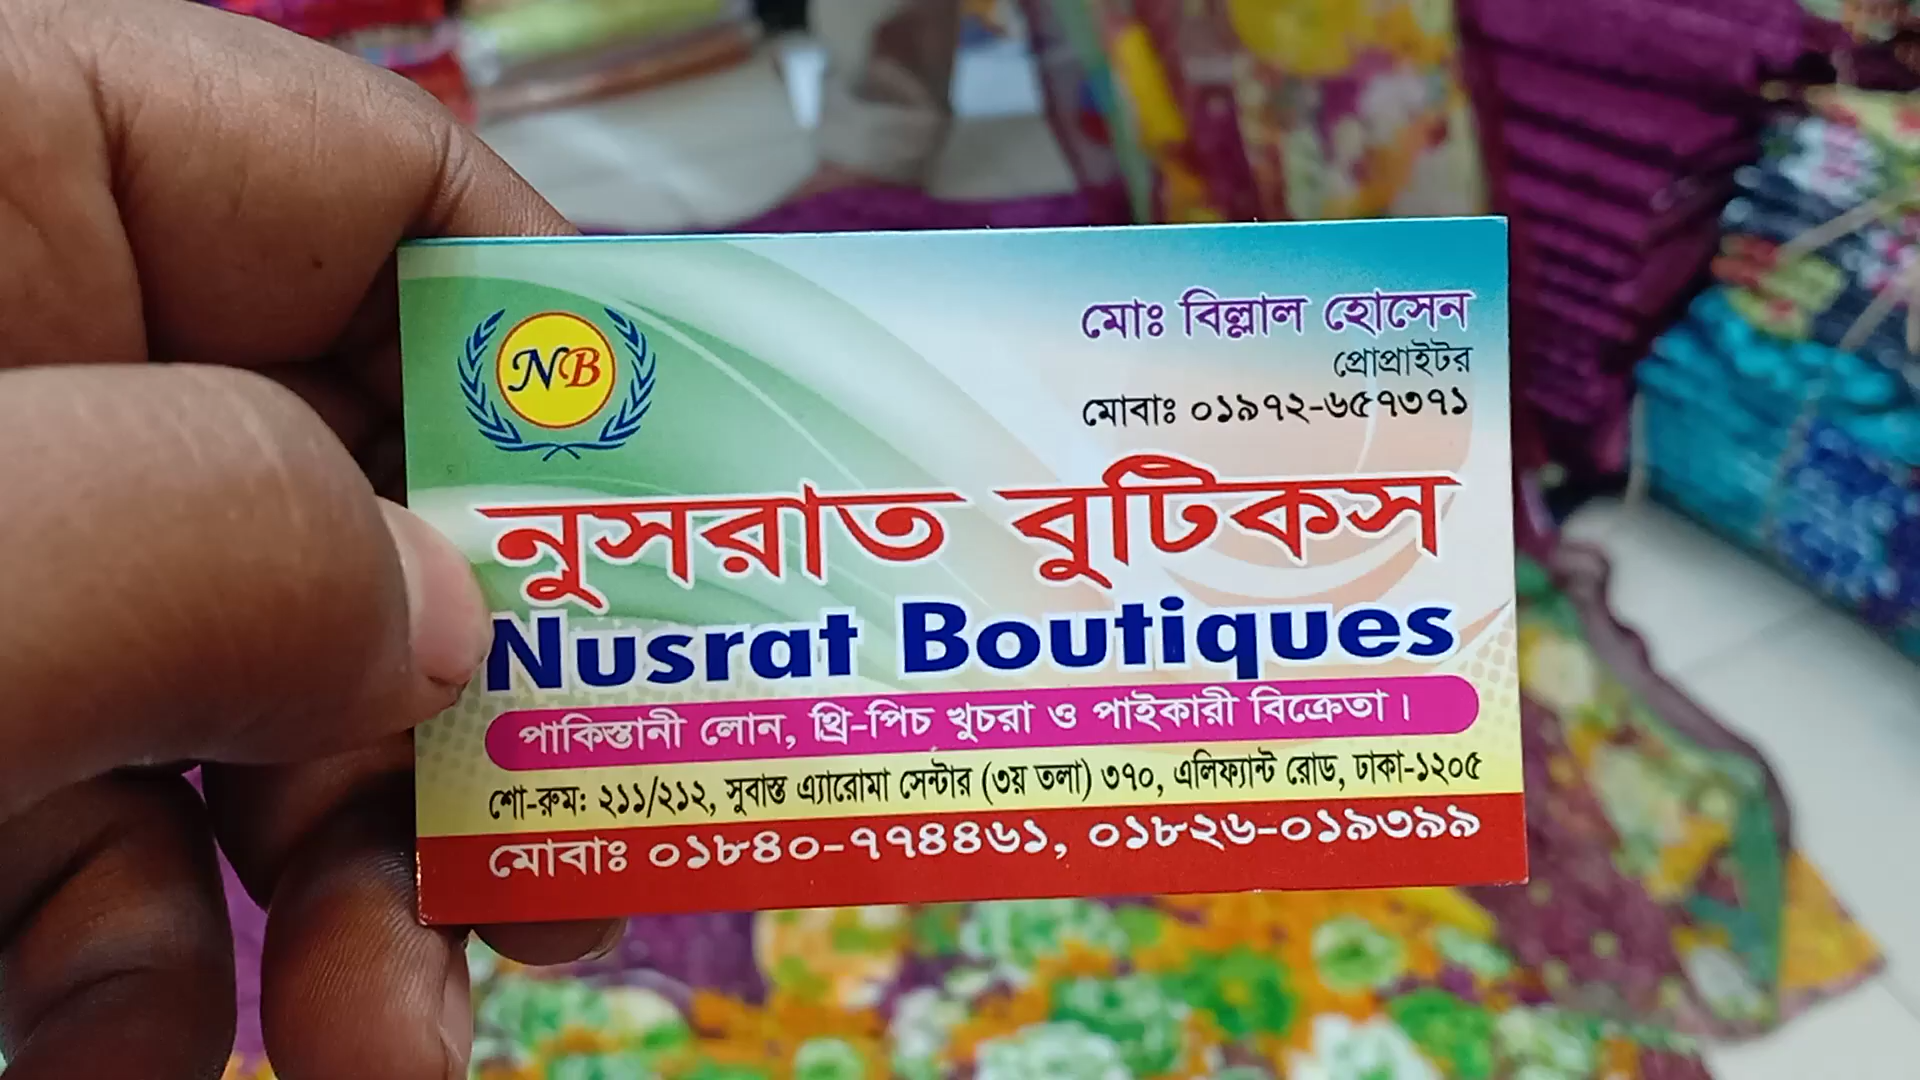 NB
মোঃ বিল্লাল হোসেন
প্রোপ্রাইটর
মোবাঃ ০১৯৭২-৬৫৭৩৭১
নুসরাত বুটিকস
Nusrat Boutiques
পাকিস্তানী লোন, থ্রি-পিচ খুচরা ও পাইকারী বিক্রেতা।
শো-রুম: ২১১/২১২, সুবাস্ত এ্যারোমা সেন্টার (৩য় তলা) ৩৭০, এলিফ্যান্ট রোড, ঢাকা-১২০৫
মোবাঃ ০১৮৪০-৭৭৪৪৬১, ০১৮২৬-০১৯৩৯৯